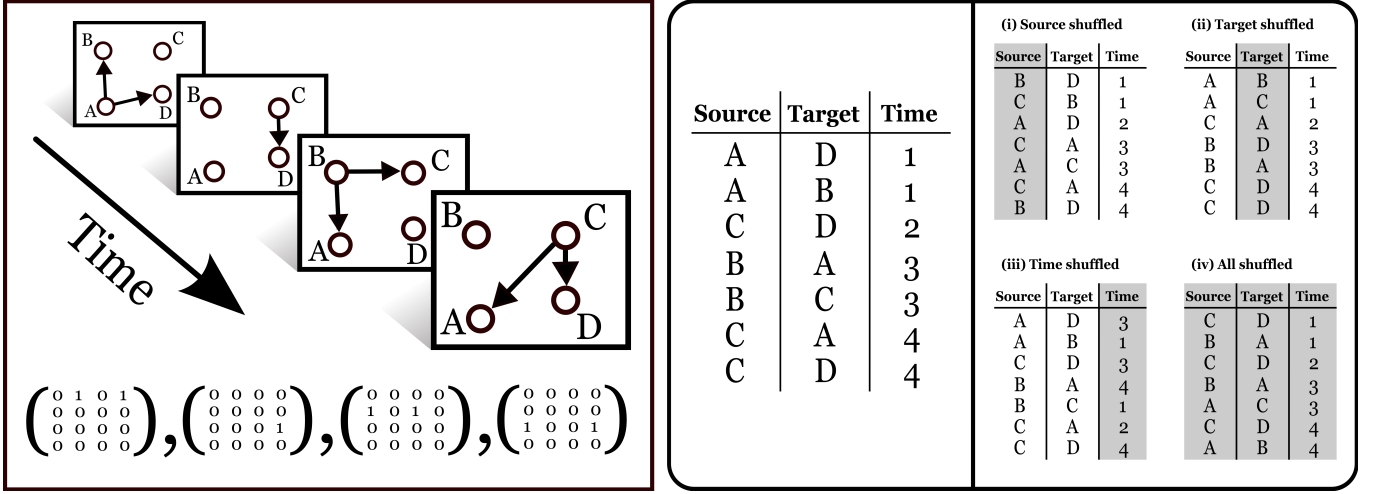 B C
A D
B C
A D
B C
A D
B C
A D
Time
( 0 1 0 1 ) , ( 0 0 0 0 ) , ( 0 0 0 0 ) , ( 0 0 0 0 )
0 0 0 0 0 0 0 0 1 0 1 0 0 0 0 0
0 0 0 0 0 0 0 1 0 0 0 0 1 0 0 1
0 0 0 0 0 0 0 0 0 0 0 0 0 0 0 0
Source Target Time
A D 1
A B 1
C D 2
B A 3
B C 3
C A 4
C D 4
(i) Source shuffled
Source Target Time
B D 1
C B 1
A D 2
C A 3
A C 3
C A 4
B D 4
(ii) Target shuffled
Source Target Time
A B 1
A C 1
C A 2
B D 3
B A 3
C D 4
C D 4
(iii) Time shuffled
Source Target Time
A D 3
A B 1
C D 3
B A 4
B C 1
C A 2
C D 4
(iv) All shuffled
Source Target Time
C D 1
B A 1
C D 2
B A 3
A C 3
C D 4
A B 4